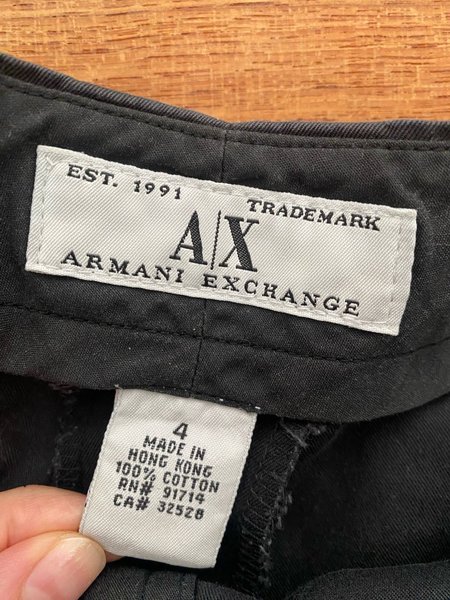 EST. 1991 TRADEMARK
A|X
ARMANI EXCHANGE
4
MADE IN
HONG KONG
100% COTTON
RN# 91714
CA# 32528